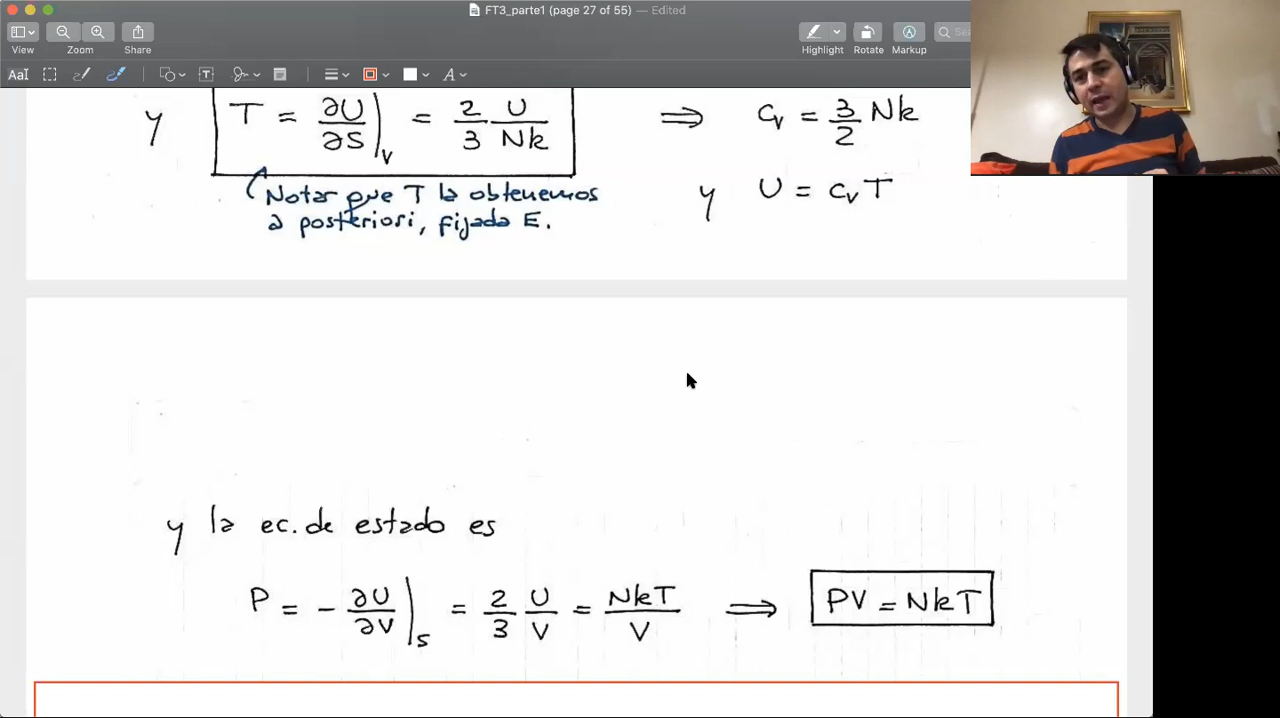 FT3_parte1 (page 27 of 55) — Edited
View Zoom Share Highlight Rotate Markup
AaI T A
y T = ∂U/∂S|_V = 2/3 U/Nk ⟹ c_v = 3/2 Nk
Notar que T la obtenemos
a posteriori, fijada E.
y U = c_v T
y la ec. de estado es
P = - ∂U/∂V|_S = 2/3 U/V = NkT/V ⟹ PV = NkT